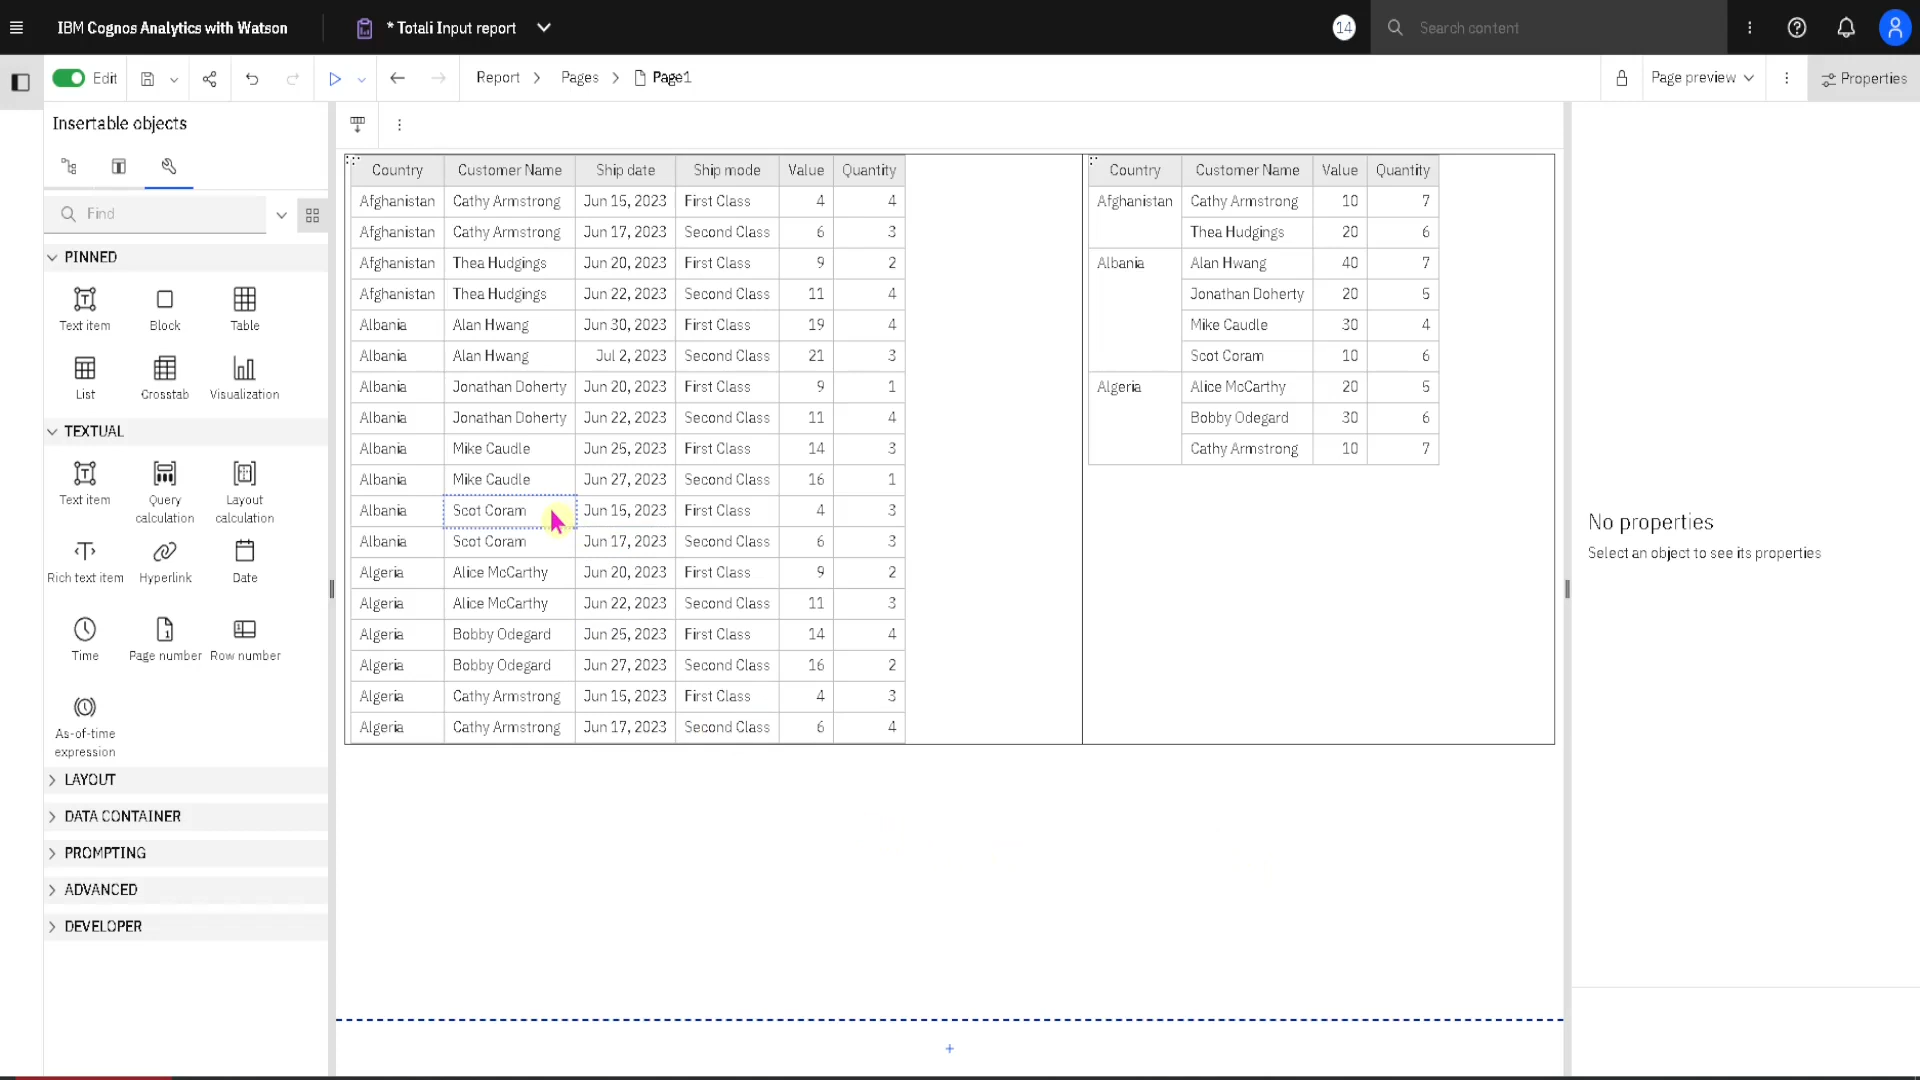 IBM Cognos Analytics with Watson
* Totali Input report
14
Search content
Edit
Report
Pages
Page1
Page preview
Properties
Insertable objects
Find
PINNED
Text item
Block
Table
List
Crosstab
Visualization
TEXTUAL
Text item
Query calculation
Layout calculation
Rich text item
Hyperlink
Date
Time
Page number
Row number
As-of-time expression
LAYOUT
DATA CONTAINER
PROMPTING
ADVANCED
DEVELOPER
Country Customer Name Ship date Ship mode Value Quantity
Afghanistan Cathy Armstrong Jun 15, 2023 First Class 4 4
Afghanistan Cathy Armstrong Jun 17, 2023 Second Class 6 3
Afghanistan Thea Hudgings Jun 20, 2023 First Class 9 2
Afghanistan Thea Hudgings Jun 22, 2023 Second Class 11 4
Albania Alan Hwang Jun 30, 2023 First Class 19 4
Albania Alan Hwang Jul 2, 2023 Second Class 21 3
Albania Jonathan Doherty Jun 20, 2023 First Class 9 1
Albania Jonathan Doherty Jun 22, 2023 Second Class 11 4
Albania Mike Caudle Jun 25, 2023 First Class 14 3
Albania Mike Caudle Jun 27, 2023 Second Class 16 1
Albania Scot Coram Jun 15, 2023 First Class 4 3
Albania Scot Coram Jun 17, 2023 Second Class 6 3
Algeria Alice McCarthy Jun 20, 2023 First Class 9 2
Algeria Alice McCarthy Jun 22, 2023 Second Class 11 3
Algeria Bobby Odegard Jun 25, 2023 First Class 14 4
Algeria Bobby Odegard Jun 27, 2023 Second Class 16 2
Algeria Cathy Armstrong Jun 15, 2023 First Class 4 3
Algeria Cathy Armstrong Jun 17, 2023 Second Class 6 4
Country Customer Name Value Quantity
Afghanistan Cathy Armstrong 10 7
Thea Hudgings 20 6
Albania Alan Hwang 40 7
Jonathan Doherty 20 5
Mike Caudle 30 4
Scot Coram 10 6
Algeria Alice McCarthy 20 5
Bobby Odegard 30 6
Cathy Armstrong 10 7
No properties
Select an object to see its properties